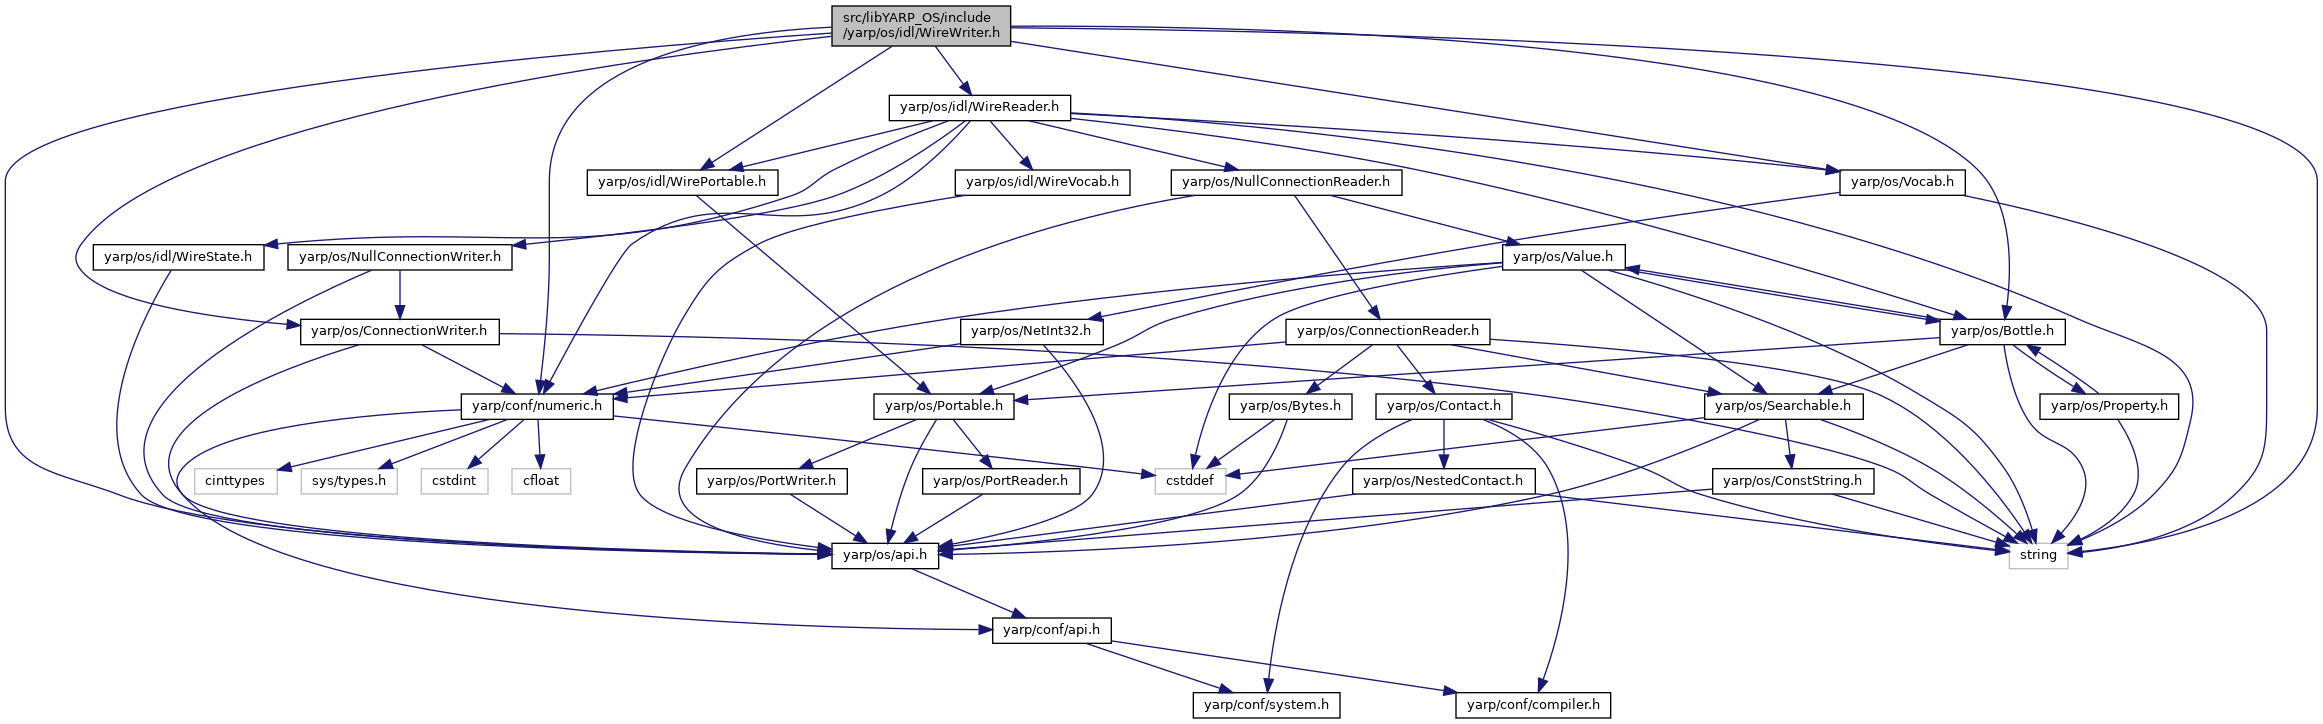 src/libYARP_OS/include
/yarp/os/idl/WireWriter.h
yarp/os/idl/WireReader.h
yarp/os/idl/WirePortable.h
yarp/os/idl/WireVocab.h
yarp/os/NullConnectionReader.h
yarp/os/Vocab.h
yarp/os/idl/WireState.h
yarp/os/NullConnectionWriter.h
yarp/os/Value.h
yarp/os/ConnectionWriter.h
yarp/os/NetInt32.h
yarp/os/ConnectionReader.h
yarp/os/Bottle.h
yarp/conf/numeric.h
yarp/os/Portable.h
yarp/os/Bytes.h
yarp/os/Contact.h
yarp/os/Searchable.h
yarp/os/Property.h
cinttypes
sys/types.h
cstdint
cfloat
yarp/os/PortWriter.h
yarp/os/PortReader.h
cstddef
yarp/os/NestedContact.h
yarp/os/ConstString.h
yarp/os/api.h
string
yarp/conf/api.h
yarp/conf/system.h
yarp/conf/compiler.h